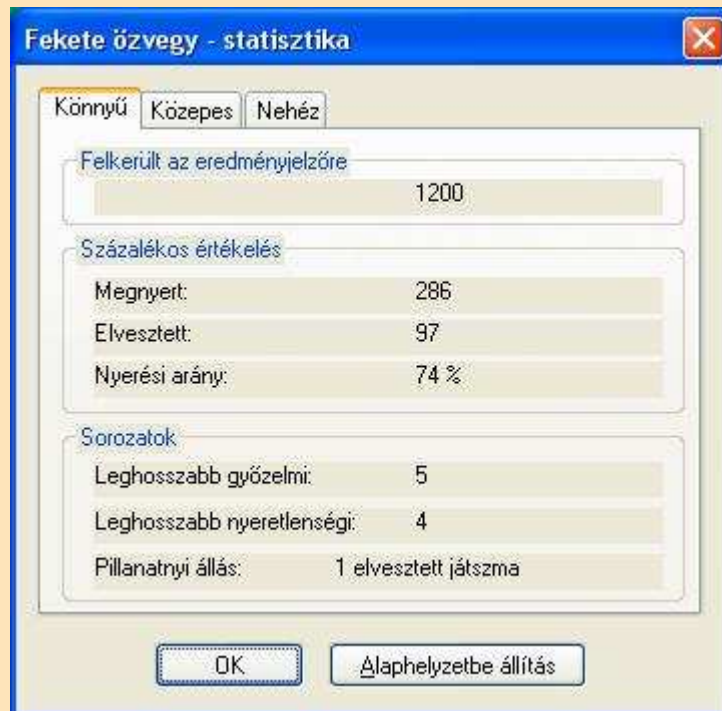 Fekete özvegy - statisztika
Könnyű Közepes Nehéz
Felkerült az eredményjelzőre
1200
Százalékos értékelés
Megnyert: 286
Elvesztett: 97
Nyerési arány: 74 %
Sorozatok
Leghosszabb győzelmi: 5
Leghosszabb nyeretlenségi: 4
Pillanatnyi állás: 1 elvesztett játszma
OK Alaphelyzetbe állítás